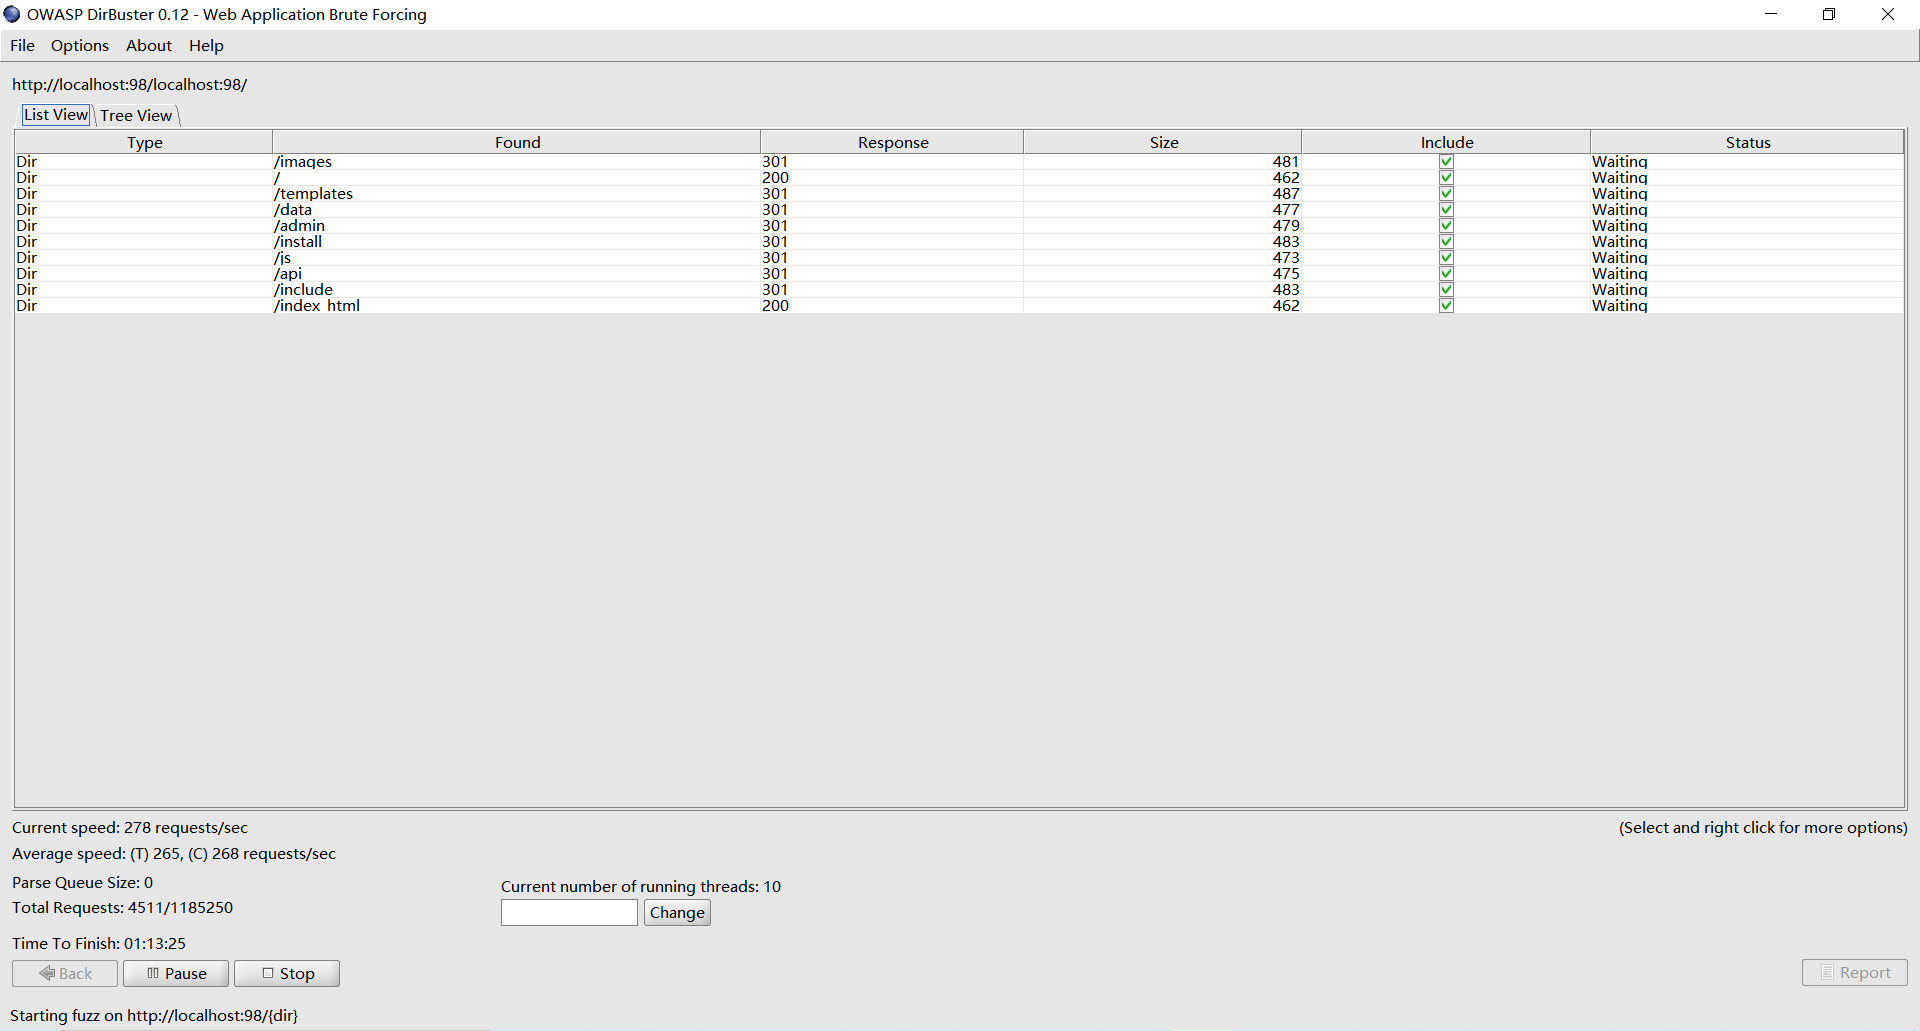 OWASP DirBuster 0.12 - Web Application Brute Forcing
File Options About Help
http://localhost:98/localhost:98/
List View Tree View
Type Found Response Size Include Status
Dir /images 301 481 Waiting
Dir / 200 462 Waiting
Dir /templates 301 487 Waiting
Dir /data 301 477 Waiting
Dir /admin 301 479 Waiting
Dir /install 301 483 Waiting
Dir /js 301 473 Waiting
Dir /api 301 475 Waiting
Dir /include 301 483 Waiting
Dir /index html 200 462 Waiting
Current speed: 278 requests/sec (Select and right click for more options)
Average speed: (T) 265, (C) 268 requests/sec
Parse Queue Size: 0
Current number of running threads: 10
Total Requests: 4511/1185250
Change
Time To Finish: 01:13:25
Back Pause Stop Report
Starting fuzz on http://localhost:98/{dir}